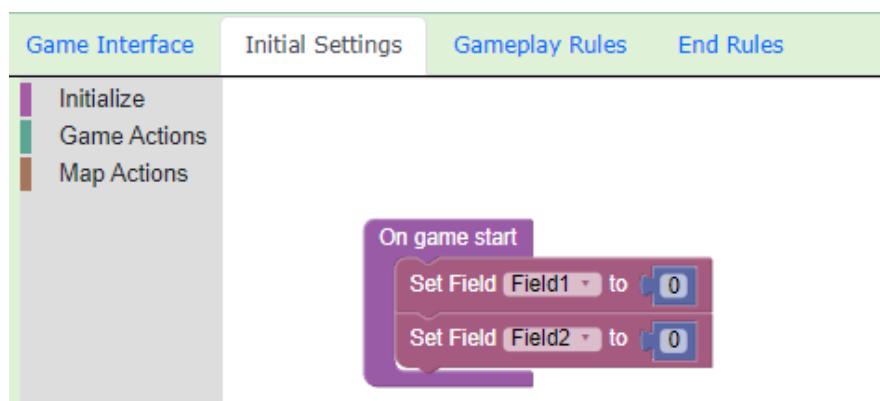 Game Interface Initial Settings Gameplay Rules End Rules
Initialize
Game Actions
Map Actions
On game start
Set Field Field1 to 0
Set Field Field2 to 0